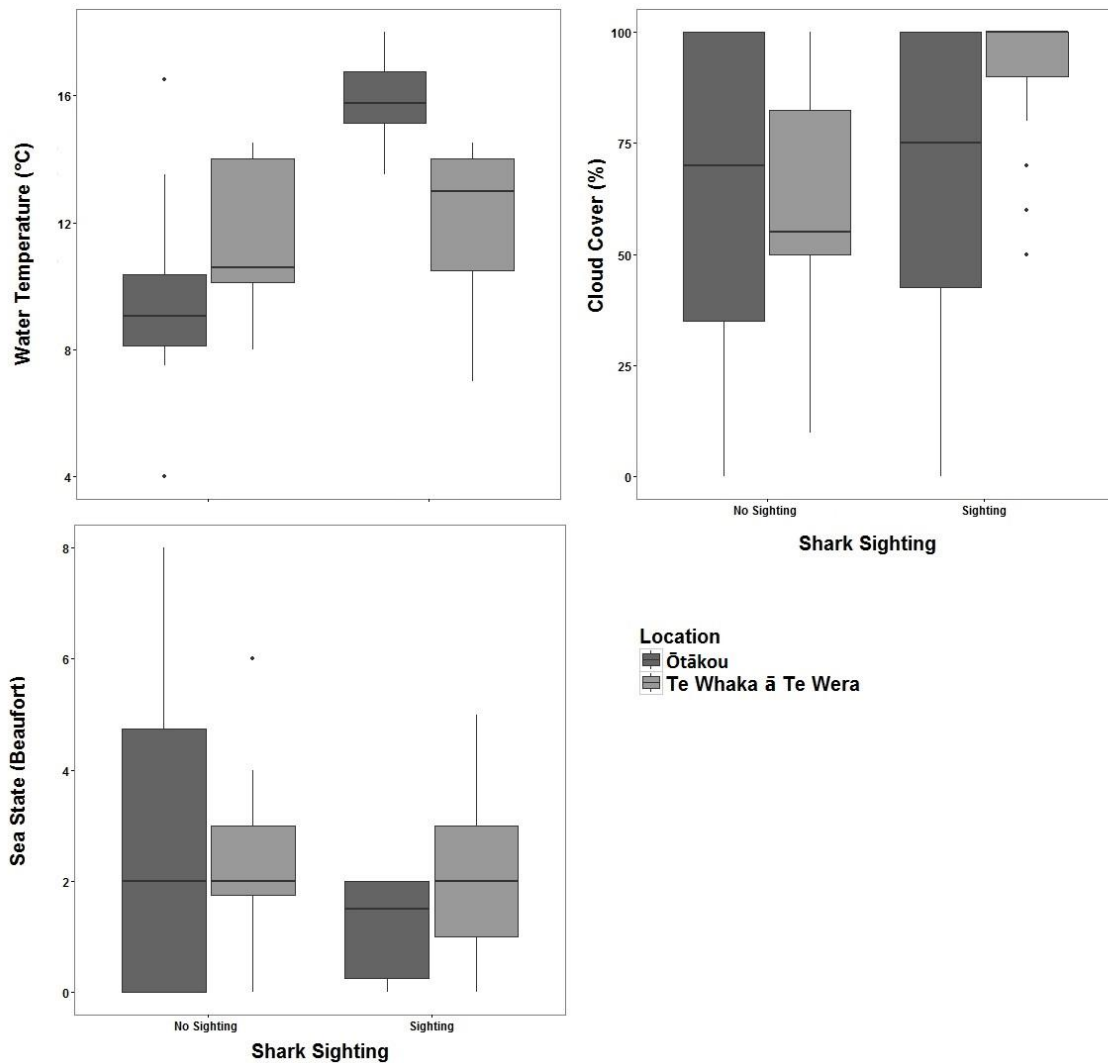 Water Temperature (°C)
16
12
8
4
Cloud Cover (%)
100
75
50
25
0
No Sighting
Sighting
Shark Sighting
Sea State (Beaufort)
8
6
4
2
0
No Sighting
Sighting
Shark Sighting
Location
Ōtākou
Te Whaka ā Te Wera